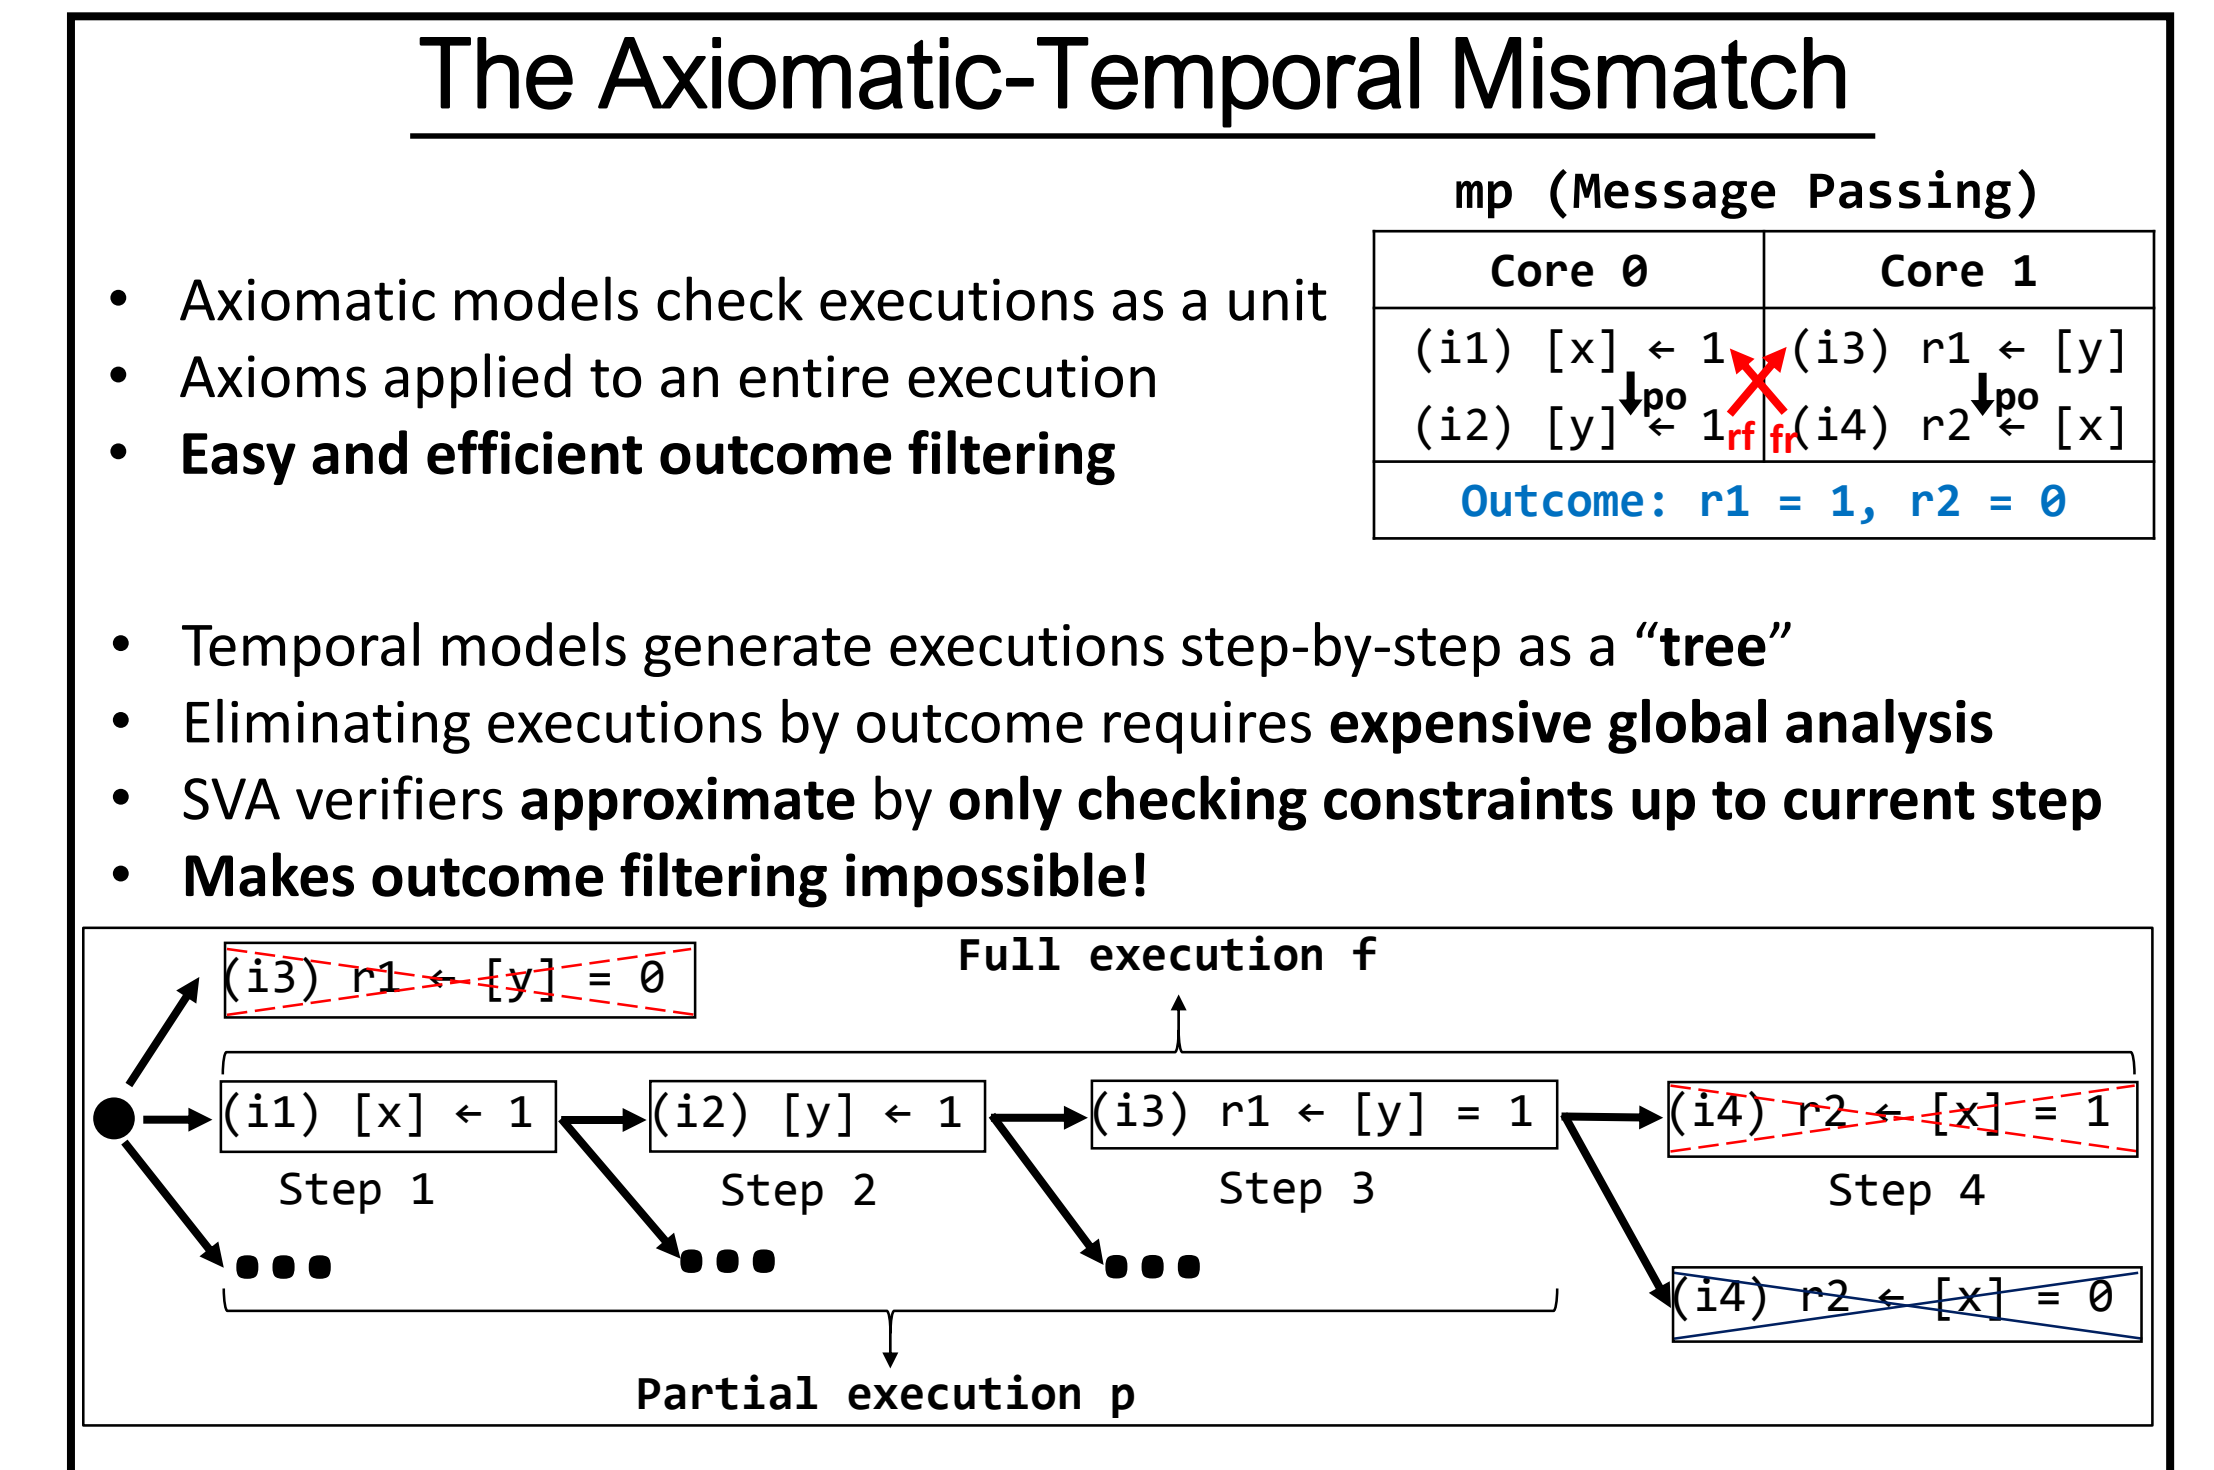 The Axiomatic-Temporal Mismatch
mp (Message Passing)
Core 0 Core 1
(i1) [x] ← 1 (i3) r1 ← [y]
po po
(i2) [y] ← 1 (i4) r2 ← [x]
rf fr
Outcome: r1 = 1, r2 = 0
• Axiomatic models check executions as a unit
• Axioms applied to an entire execution
• Easy and efficient outcome filtering
• Temporal models generate executions step-by-step as a “tree”
• Eliminating executions by outcome requires expensive global analysis
• SVA verifiers approximate by only checking constraints up to current step
• Makes outcome filtering impossible!
Full execution f
(i3) r1 ← [y] = 0
(i1) [x] ← 1 (i2) [y] ← 1 (i3) r1 ← [y] = 1 (i4) r2 ← [x] = 1
Step 1 Step 2 Step 3 Step 4
... ... ...
(i4) r2 ← [x] = 0
Partial execution p